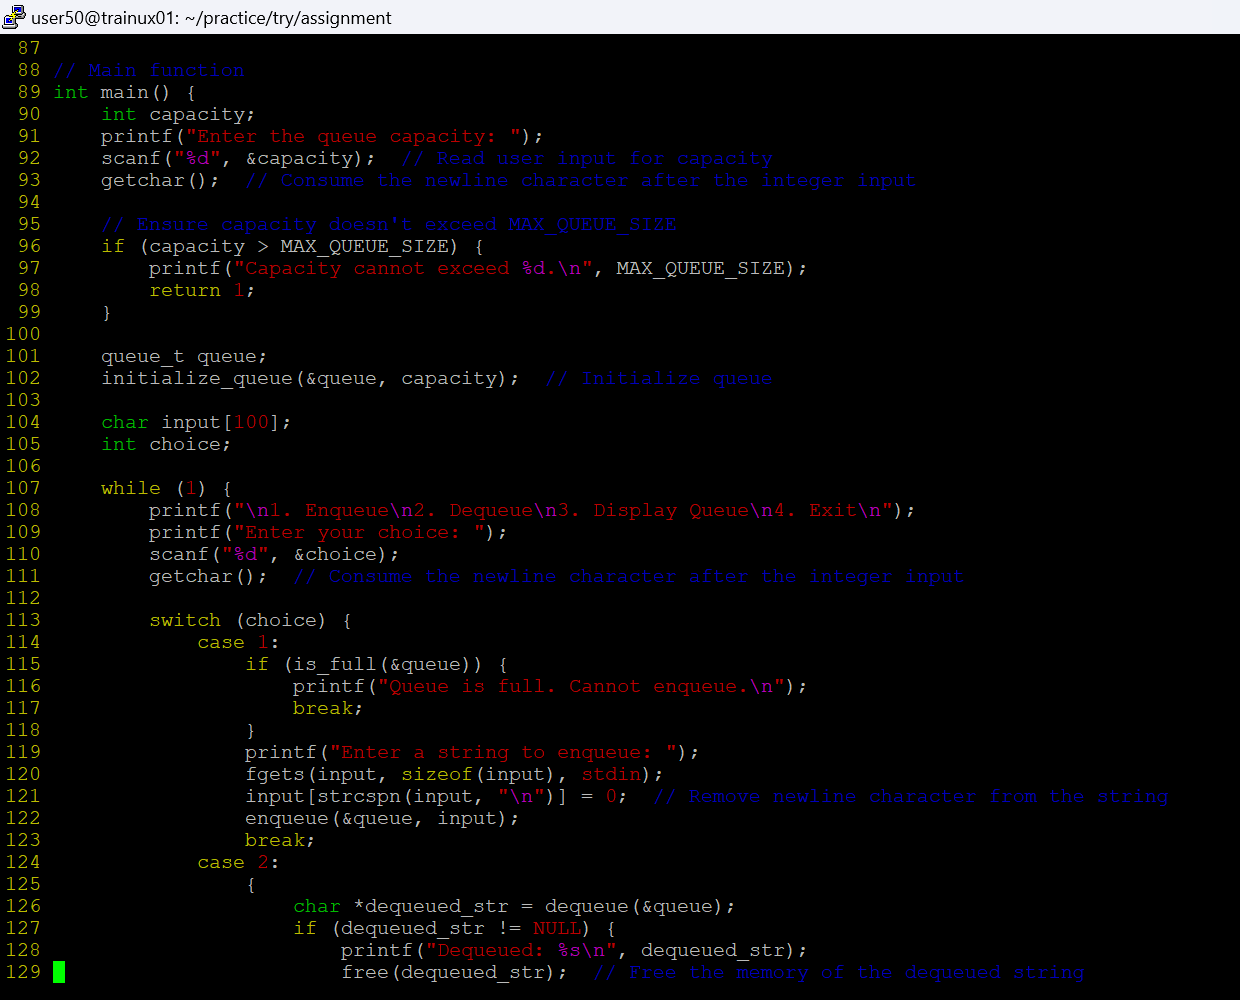 user50@trainux01: ~/practice/try/assignment
87
88 // Main function
89 int main() {
90     int capacity;
91     printf("Enter the queue capacity: ");
92     scanf("%d", &capacity);  // Read user input for capacity
93     getchar();  // Consume the newline character after the integer input
94
95     // Ensure capacity doesn't exceed MAX_QUEUE_SIZE
96     if (capacity > MAX_QUEUE_SIZE) {
97         printf("Capacity cannot exceed %d.\n", MAX_QUEUE_SIZE);
98         return 1;
99     }
100
101     queue_t queue;
102     initialize_queue(&queue, capacity);  // Initialize queue
103
104     char input[100];
105     int choice;
106
107     while (1) {
108         printf("\n1. Enqueue\n2. Dequeue\n3. Display Queue\n4. Exit\n");
109         printf("Enter your choice: ");
110         scanf("%d", &choice);
111         getchar();  // Consume the newline character after the integer input
112
113         switch (choice) {
114             case 1:
115                 if (is_full(&queue)) {
116                     printf("Queue is full. Cannot enqueue.\n");
117                     break;
118                 }
119                 printf("Enter a string to enqueue: ");
120                 fgets(input, sizeof(input), stdin);
121                 input[strcspn(input, "\n")] = 0;  // Remove newline character from the string
122                 enqueue(&queue, input);
123                 break;
124             case 2:
125                 {
126                     char *dequeued_str = dequeue(&queue);
127                     if (dequeued_str != NULL) {
128                         printf("Dequeued: %s\n", dequeued_str);
129                         free(dequeued_str);  // Free the memory of the dequeued string